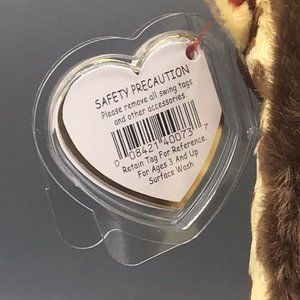 SAFETY PRECAUTION
Please remove all swing tags
and other accessories.
0 08421 40073 7
Retain Tag For Reference.
For Ages 3 And Up
Surface Wash